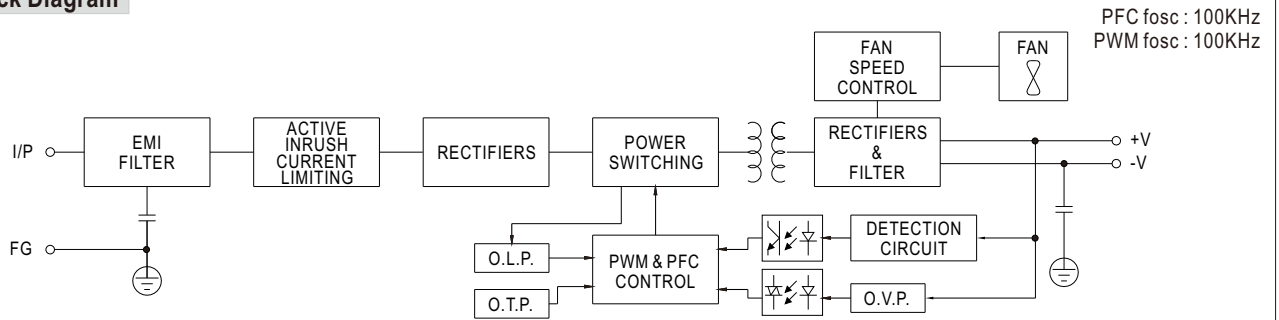 ck Diagram
PFC fosc : 100KHz
PWM fosc : 100KHz
FAN
SPEED
CONTROL
FAN
I/P
EMI
FILTER
ACTIVE
INRUSH
CURRENT
LIMITING
RECTIFIERS
POWER
SWITCHING
RECTIFIERS
&
FILTER
+V
-V
FG
O.L.P.
O.T.P.
PWM & PFC
CONTROL
DETECTION
CIRCUIT
O.V.P.